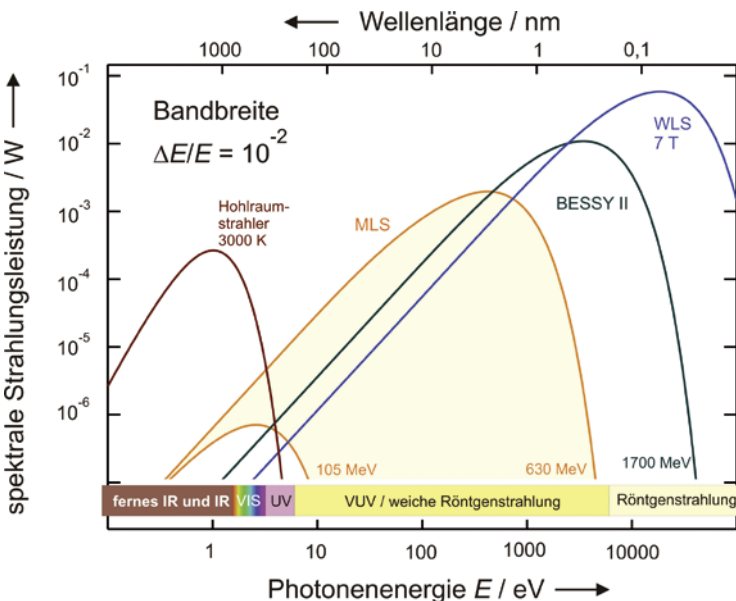 Wellenlänge / nm
1000 100 10 1 0,1
spektrale Strahlungsleistung / W
10⁻¹
10⁻²
10⁻³
10⁻⁴
10⁻⁵
10⁻⁶
Bandbreite
ΔE/E = 10⁻²
Hohlraum-
strahler
3000 K
MLS
WLS
7 T
BESSY II
105 MeV
630 MeV
1700 MeV
fernes IR und IR
VIS
UV
VUV / weiche Röntgenstrahlung
Röntgenstrahlung
1 10 100 1000 10000
Photonenenergie E / eV